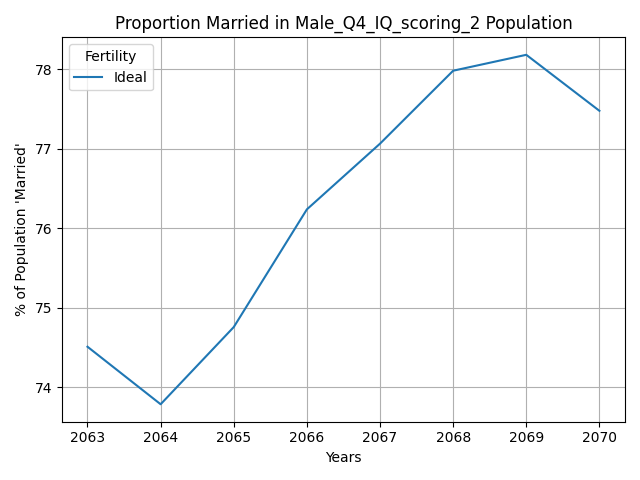 Proportion Married in Male_Q4_IQ_scoring_2 Population
Fertility
Ideal
% of Population 'Married'
78
77
76
75
74
2063 2064 2065 2066 2067 2068 2069 2070
Years